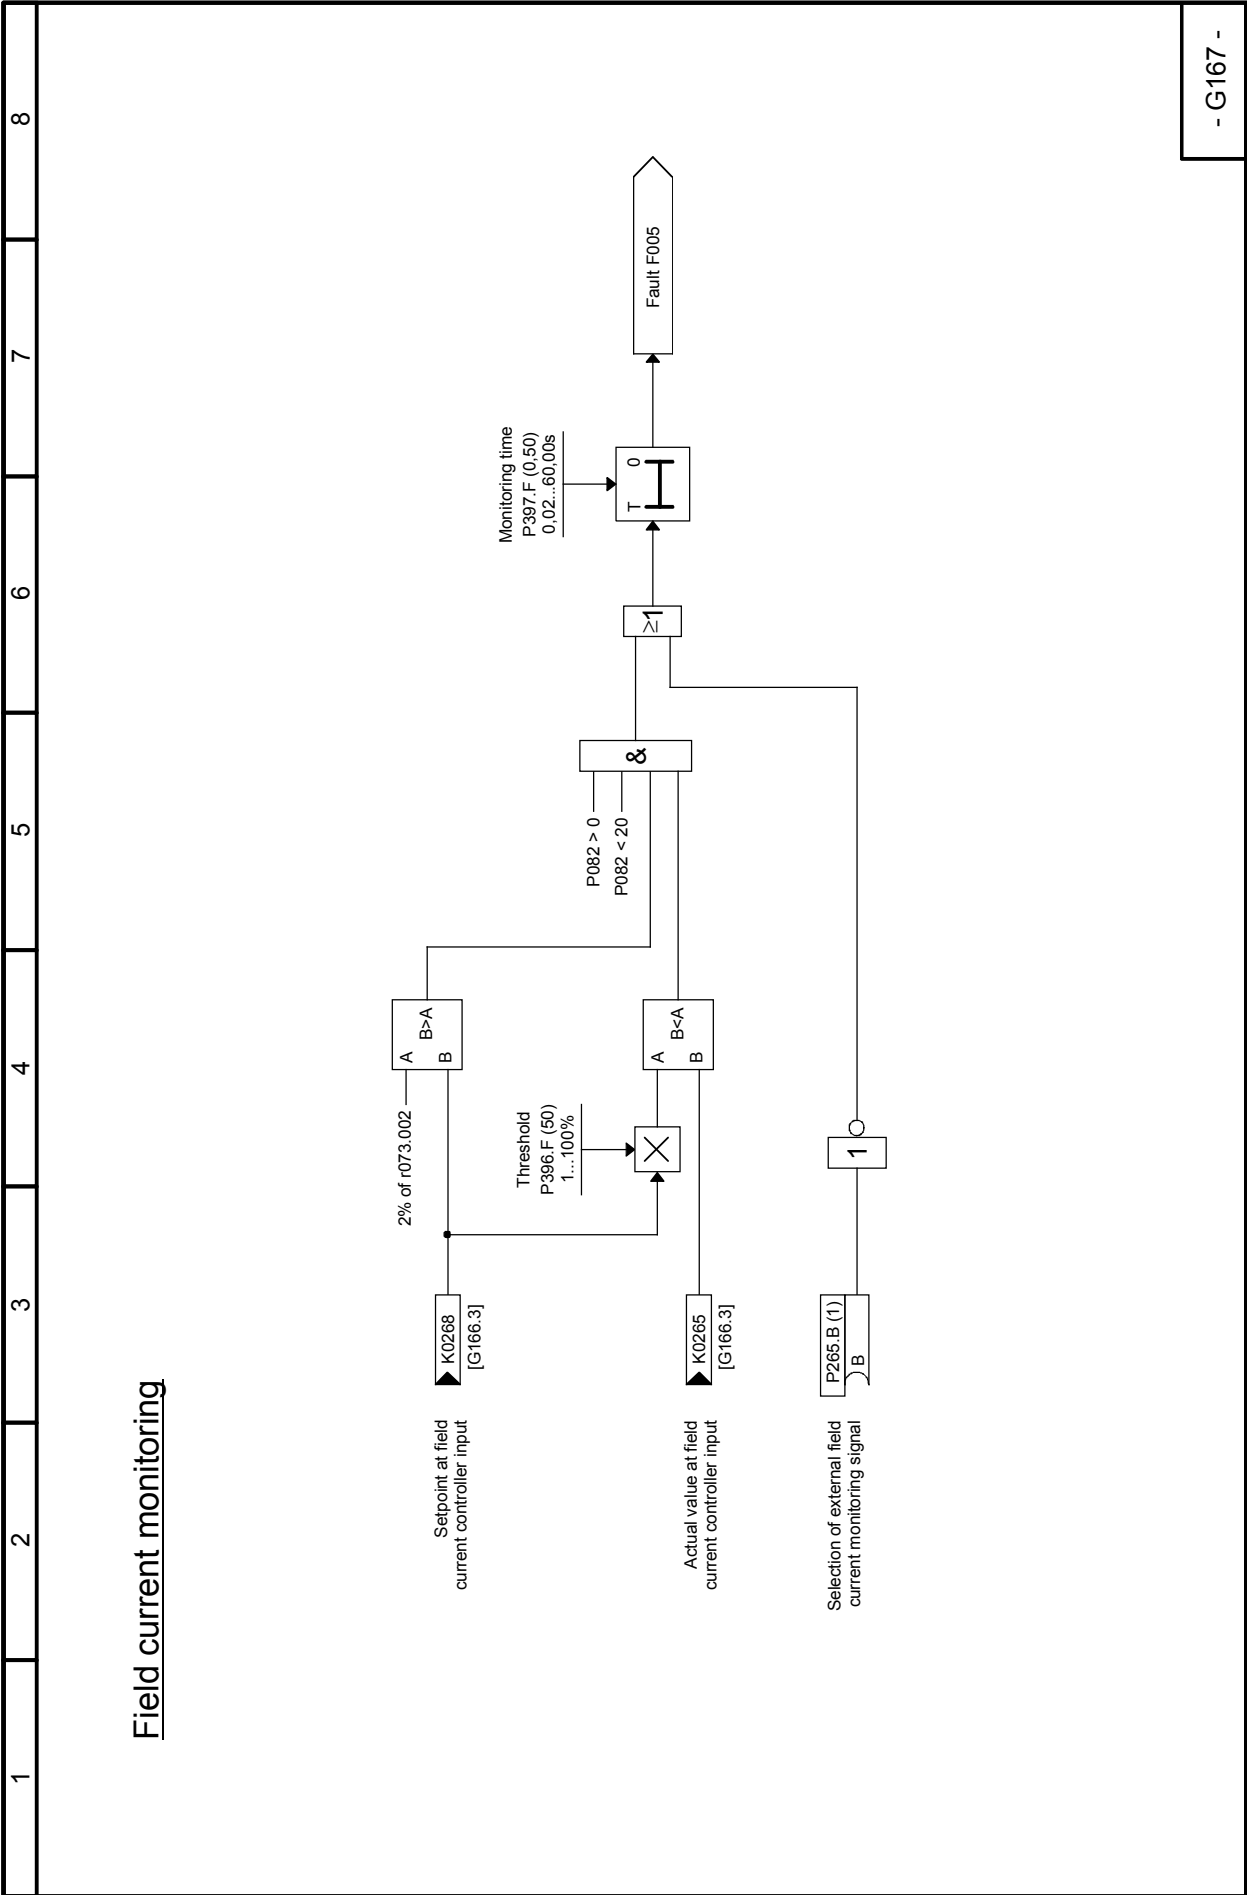 1
2
3
4
5
6
7
8
Field current monitoring
Setpoint at field
current controller input
K0268
[G166.3]
2% of r073.002
A
B
B>A
Threshold
P396.F (50)
1...100%
Actual value at field
current controller input
K0265
[G166.3]
A
B
B<A
P082 > 0
P082 < 20
&
≥1
Monitoring time
P397.F (0,50)
0,02...60,00s
T
0
Fault F005
Selection of external field
current monitoring signal
P265.B (1)
B
1
- G167 -